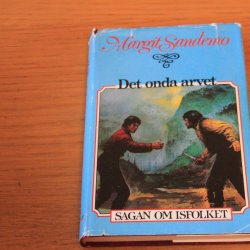 Margit Sandemo
Det onda arvet
SAGAN OM ISFOLKET